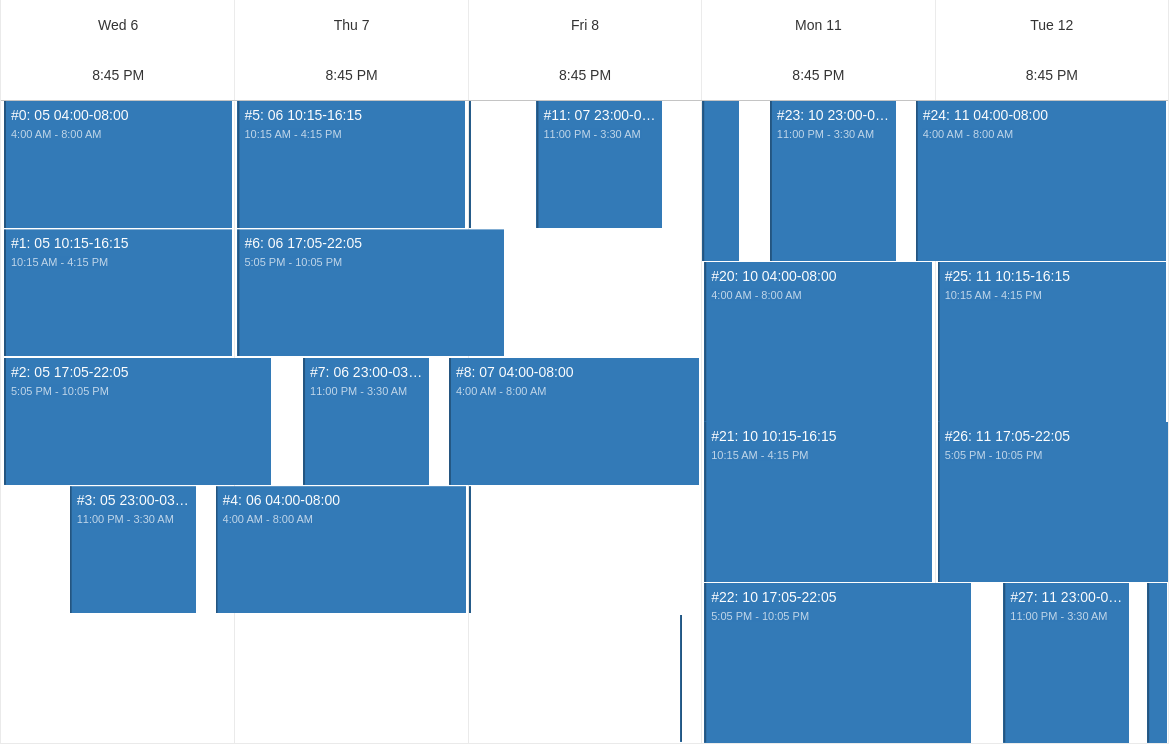 Wed 6
Thu 7
Fri 8
Mon 11
Tue 12
8:45 PM
8:45 PM
8:45 PM
8:45 PM
8:45 PM
#0: 05 04:00-08:00
4:00 AM - 8:00 AM
#5: 06 10:15-16:15
10:15 AM - 4:15 PM
#11: 07 23:00-0…
11:00 PM - 3:30 AM
#23: 10 23:00-0…
11:00 PM - 3:30 AM
#24: 11 04:00-08:00
4:00 AM - 8:00 AM
#1: 05 10:15-16:15
10:15 AM - 4:15 PM
#6: 06 17:05-22:05
5:05 PM - 10:05 PM
#20: 10 04:00-08:00
4:00 AM - 8:00 AM
#25: 11 10:15-16:15
10:15 AM - 4:15 PM
#2: 05 17:05-22:05
5:05 PM - 10:05 PM
#7: 06 23:00-03…
11:00 PM - 3:30 AM
#8: 07 04:00-08:00
4:00 AM - 8:00 AM
#21: 10 10:15-16:15
10:15 AM - 4:15 PM
#26: 11 17:05-22:05
5:05 PM - 10:05 PM
#3: 05 23:00-03…
11:00 PM - 3:30 AM
#4: 06 04:00-08:00
4:00 AM - 8:00 AM
#22: 10 17:05-22:05
5:05 PM - 10:05 PM
#27: 11 23:00-0…
11:00 PM - 3:30 AM